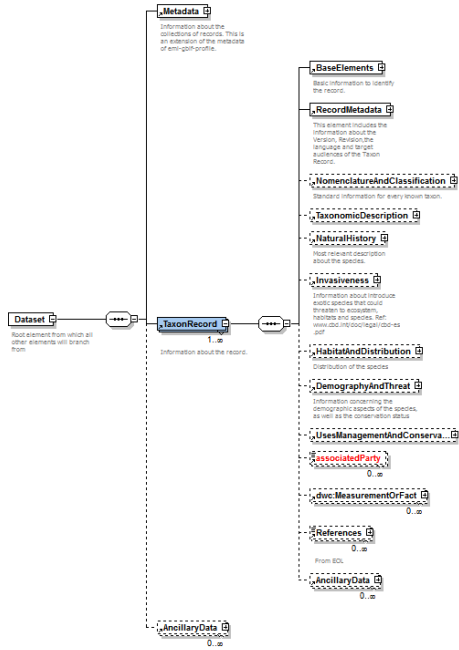 Metadata
Information about the
collections of records. This is
an extension of the metadata
of eml-gbif-profile.
BaseElements
Basic information to identify
the record.
RecordMetadata
This element includes the
information about the
Version, Revision,the
language and target
audiences of the Taxon
Record.
NomenclatureAndClassification
Standard information for every known taxon.
TaxonomicDescription
NaturalHistory
Most relevant description
about the species.
Invasiveness
Information about introduce
exotic species that could
threaten to ecosystem,
habitats and species. Ref:
www.cbd.int/doc/legal/cbd-es
.pdf
Dataset
Root element from which all
other elements will branch
from
TaxonRecord
1..∞
Information about the record.
HabitatAndDistribution
Distribution of the species
DemographyAndThreat
Information concerning the
demographic aspects of the species,
as well as the conservation status
UsesManagementAndConserva...
associatedParty
0..∞
dwc:MeasurementOrFact
0..∞
References
0..∞
From EOL
AncillaryData
0..∞
AncillaryData
0..∞